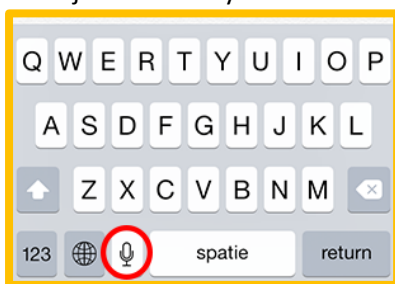 Q W E R T Y U I O P
A S D F G H J K L
Z X C V B N M
123 spatie return